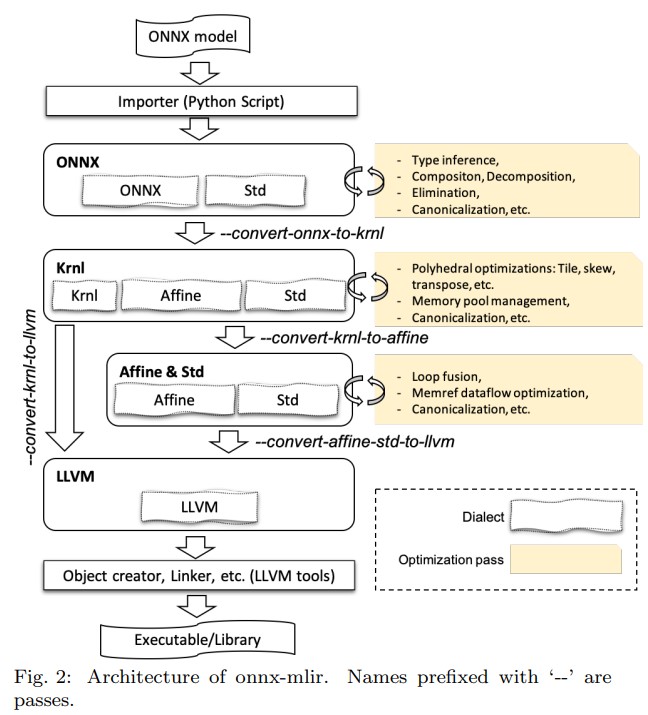 ONNX model
Importer (Python Script)
ONNX
ONNX
Std
- Type inference,
- Compositon, Decomposition,
- Elimination,
- Canonicalization, etc.
--convert-onnx-to-krnl
Krnl
Krnl
Affine
Std
- Polyhedral optimizations: Tile, skew,
transpose, etc.
- Memory pool management,
- Canonicalization, etc.
--convert-krnl-to-llvm
--convert-krnl-to-affine
Affine & Std
Affine
Std
- Loop fusion,
- Memref dataflow optimization,
- Canonicalization, etc.
--convert-affine-std-to-llvm
LLVM
LLVM
Dialect
Optimization pass
Object creator, Linker, etc. (LLVM tools)
Executable/Library
Fig. 2: Architecture of onnx-mlir. Names prefixed with ‘--’ are
passes.